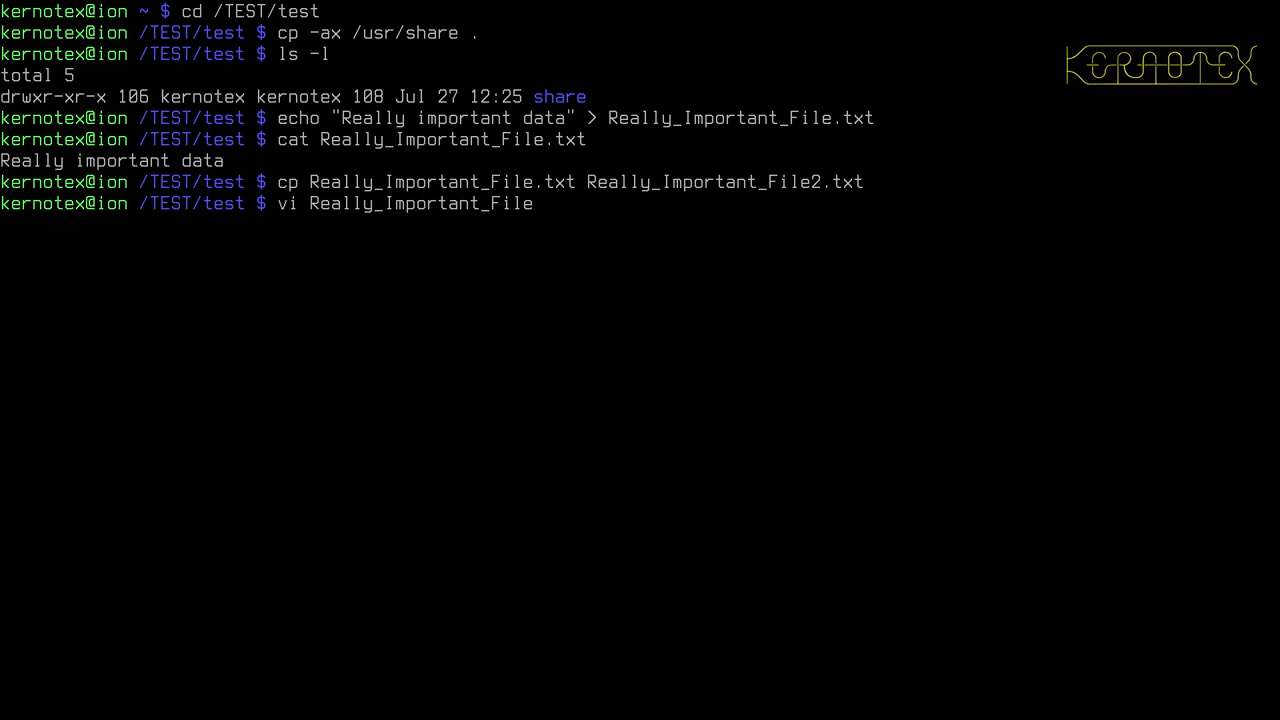 kernotex@ion ~ $ cd /TEST/test
kernotex@ion /TEST/test $ cp -ax /usr/share .
kernotex@ion /TEST/test $ ls -l
KERNOTEX
total 5
drwxr-xr-x 106 kernotex kernotex 108 Jul 27 12:25 share
kernotex@ion /TEST/test $ echo "Really important data" > Really_Important_File.txt
kernotex@ion /TEST/test $ cat Really_Important_File.txt
Really important data
kernotex@ion /TEST/test $ cp Really_Important_File.txt Really_Important_File2.txt
kernotex@ion /TEST/test $ vi Really_Important_File